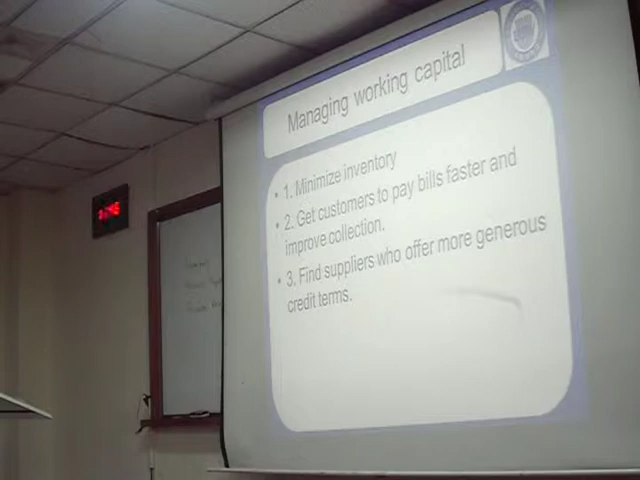 Managing working capital
• 1. Minimize inventory
• 2. Get customers to pay bills faster and
improve collection.
• 3. Find suppliers who offer more generous
credit terms.